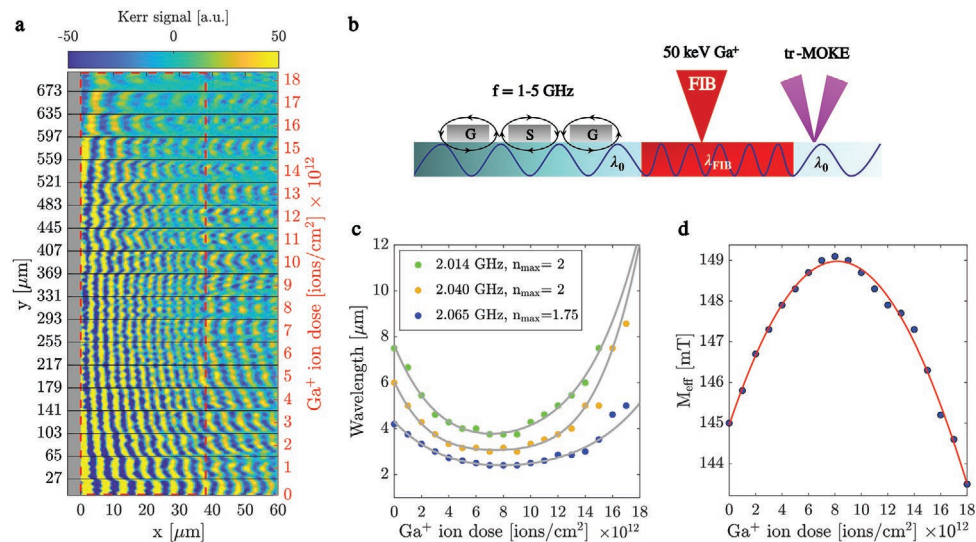 a
Kerr signal [a.u.]
-50 0 50
673
635
597
559
521
483
445
407
369
331
293
255
217
179
141
103
65
27
y [μm]
18
17
16
15
14
13
12
11
10
9
8
7
6
5
4
3
2
1
0
Ga⁺ ion dose [ions/cm²] × 10¹²
0 10 20 30 40 50 60
x [μm]
b
f = 1-5 GHz
50 keV Ga⁺
FIB
tr-MOKE
G S G
λ₀ λFIB λ₀
c
12
10
8
6
4
2
Wavelength [μm]
2.014 GHz, nmax= 2
2.040 GHz, nmax= 2
2.065 GHz, nmax=1.75
0 2 4 6 8 10 12 14 16 18
Ga⁺ ion dose [ions/cm²] ×10¹²
d
149
148
147
146
145
144
Meff [mT]
0 2 4 6 8 10 12 14 16 18
Ga⁺ ion dose [ions/cm²] ×10¹²